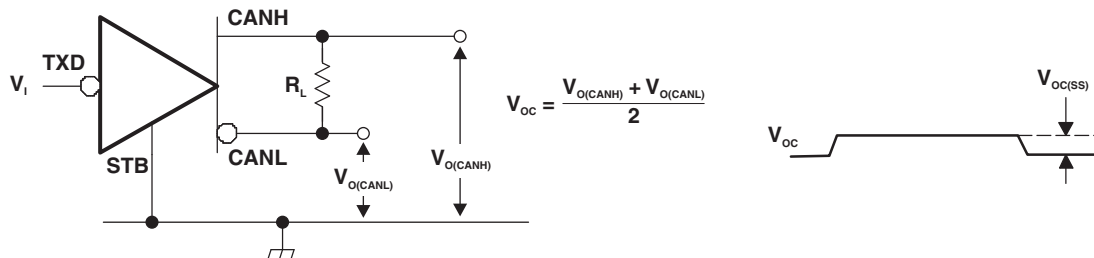 CANH
TXD
V_I
R_L
CANL
STB
V_O(CANL)
V_O(CANH)
V_OC = (V_O(CANH) + V_O(CANL)) / 2
V_OC
V_OC(SS)